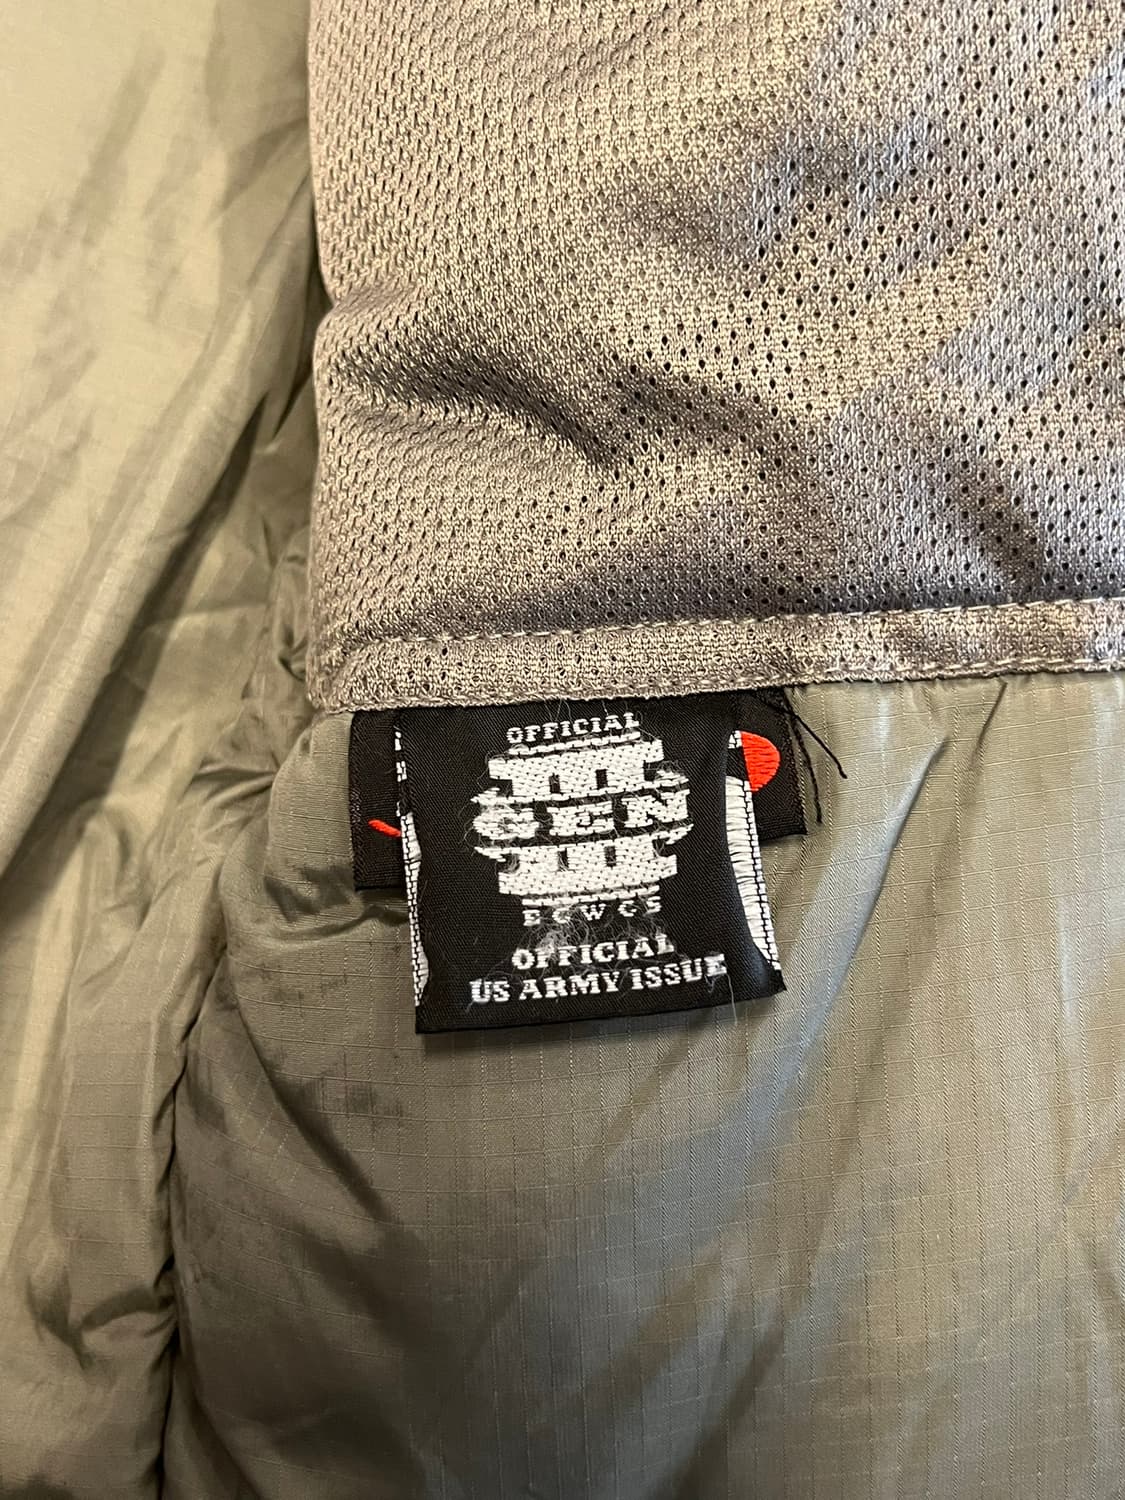 OFFICIAL
III
GEN
III
ECWCS
OFFICIAL
US ARMY ISSUE